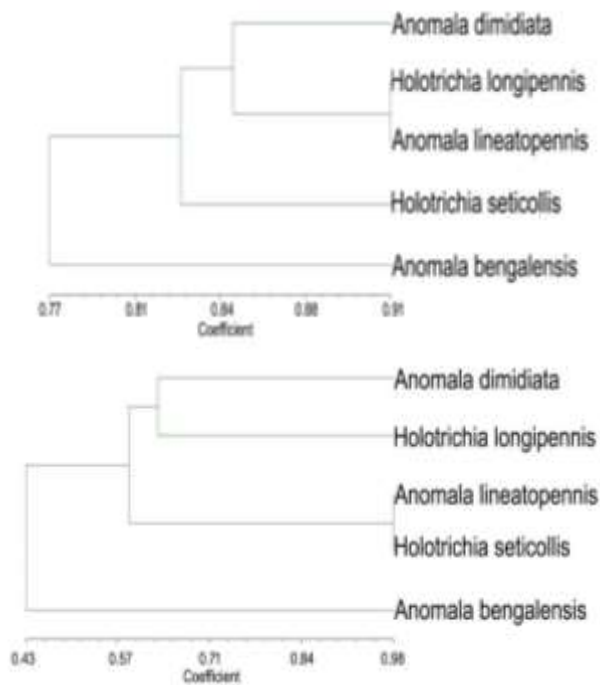 Anomala dimidiata
Holotrichia longipennis
Anomala lineatopennis
Holotrichia seticollis
Anomala bengalensis
0.77 0.81 0.84 0.88 0.91
Coefficient
Anomala dimidiata
Holotrichia longipennis
Anomala lineatopennis
Holotrichia seticollis
Anomala bengalensis
0.43 0.57 0.71 0.84 0.98
Coefficient